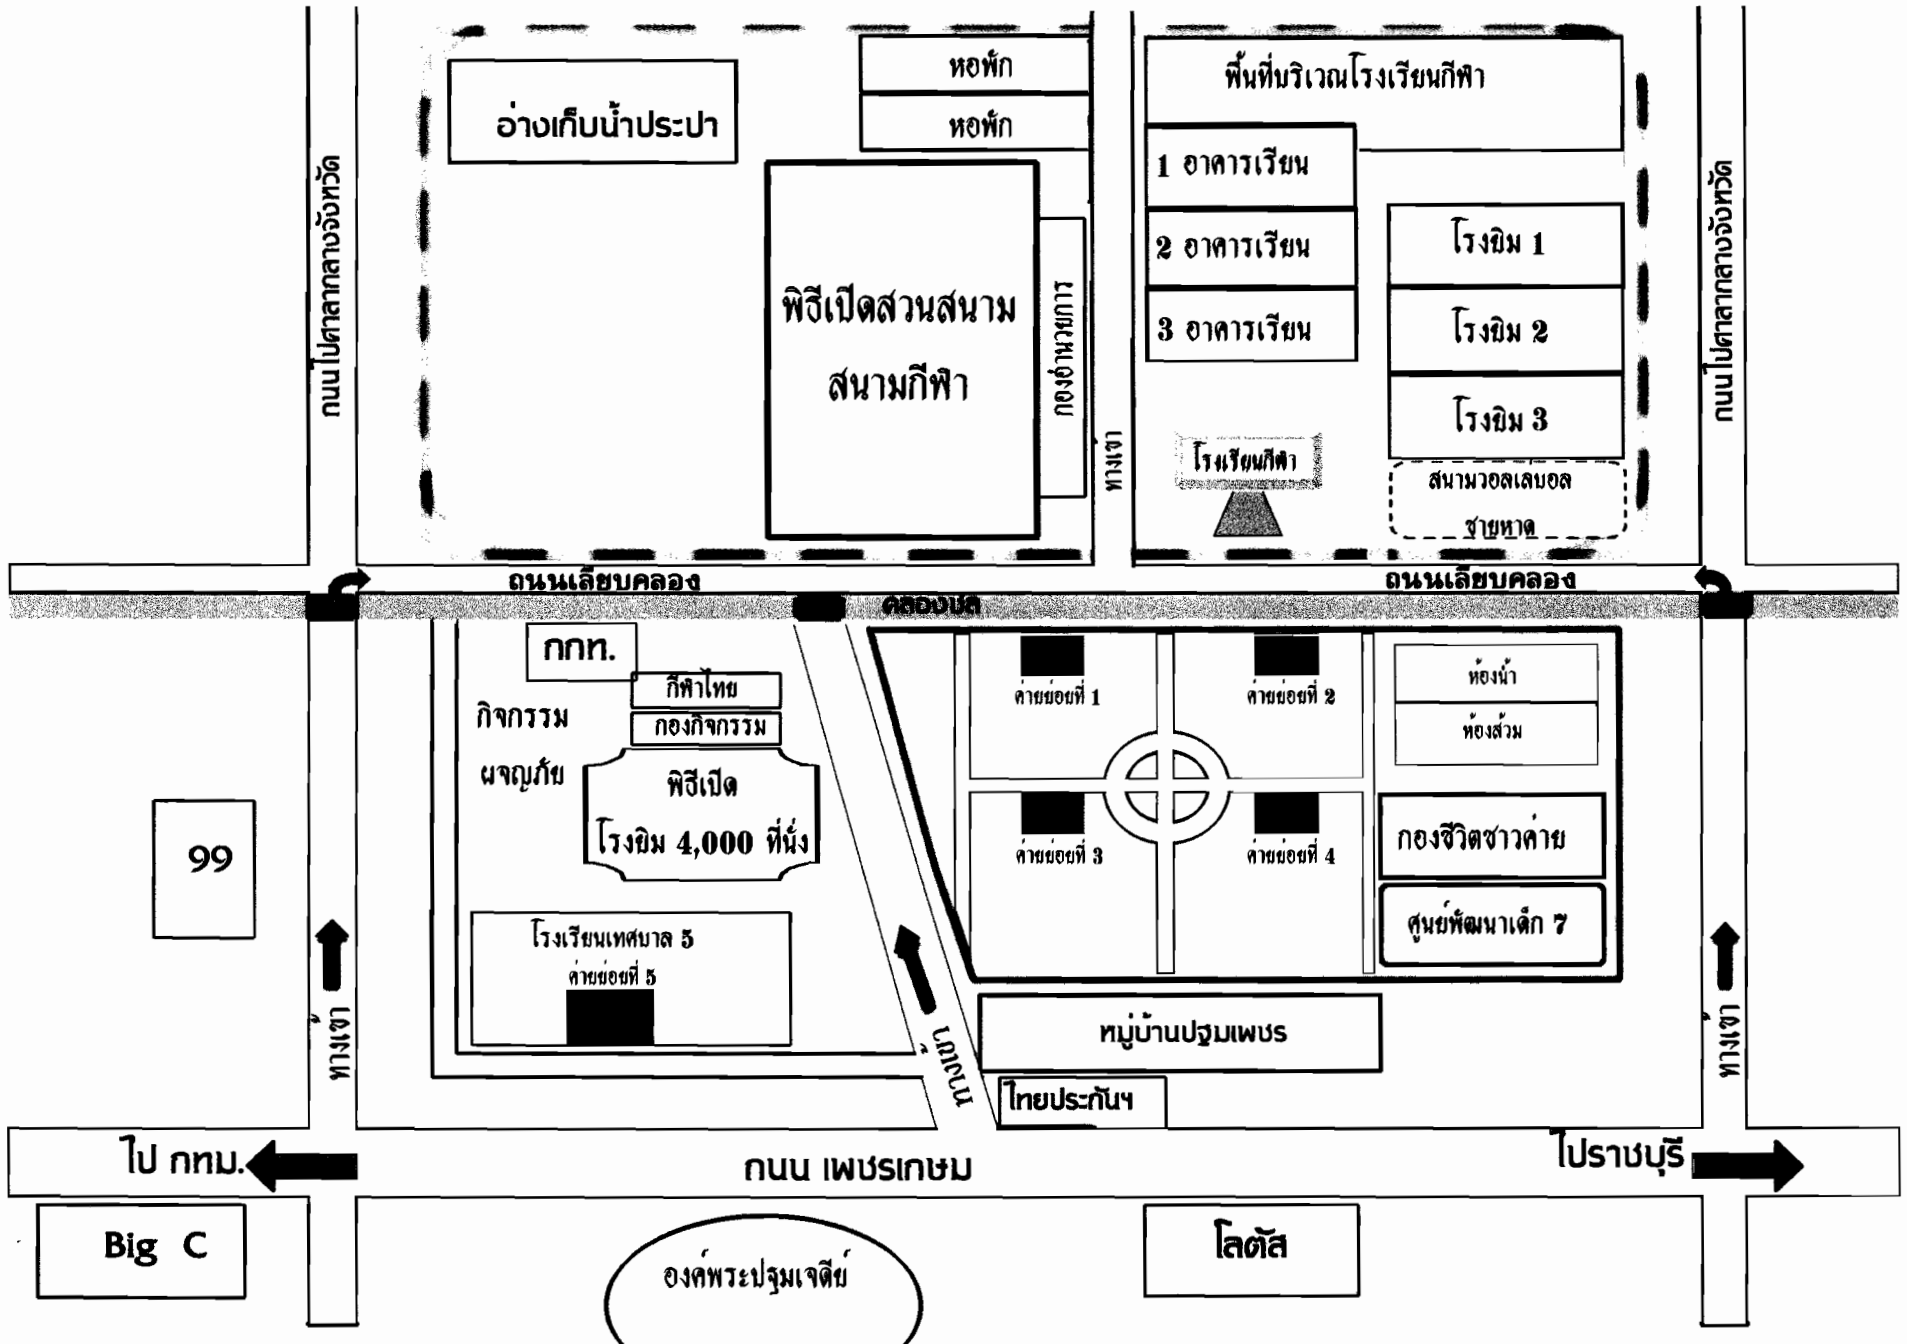 หอพัก
หอพัก
อ่างเก็บน้ำประปา
พื้นที่บริเวณโรงเรียนกีฬา
1 อาคารเรียน
2 อาคารเรียน
3 อาคารเรียน
โรงยิม 1
โรงยิม 2
โรงยิม 3
ถนนไปศาลากลางจังหวัด
พิธีเปิดสวนสนาม
สนามกีฬา
กองอำนวยการ
ทางเข้า
โรงเรียนกีฬา
สนามวอลเล่บอล
ชายหาด
ถนนไปศาลากลางจังหวัด
ถนนเลียบคลอง
ถนนเลียบคลอง
คลองชล
กกท.
กีฬาไทย
กองกิจกรรม
กิจกรรม
ผจญภัย
พิธีเปิด
โรงยิม 4,000 ที่นั่ง
ค่ายย่อยที่ 1
ค่ายย่อยที่ 2
ค่ายย่อยที่ 3
ค่ายย่อยที่ 4
ห้องน้ำ
ห้องส้วม
กองชีวิตชาวค่าย
ศูนย์พัฒนาเด็ก 7
99
โรงเรียนเทศบาล 5
ค่ายย่อยที่ 5
ทางเข้า
ทางเข้า
ทางเข้า
หมู่บ้านปฐมเพชร
ไทยประกันฯ
ไป กทม.
ถนน เพชรเกษม
ไปราชบุรี
Big C
องค์พระปฐมเจดีย์
โลตัส